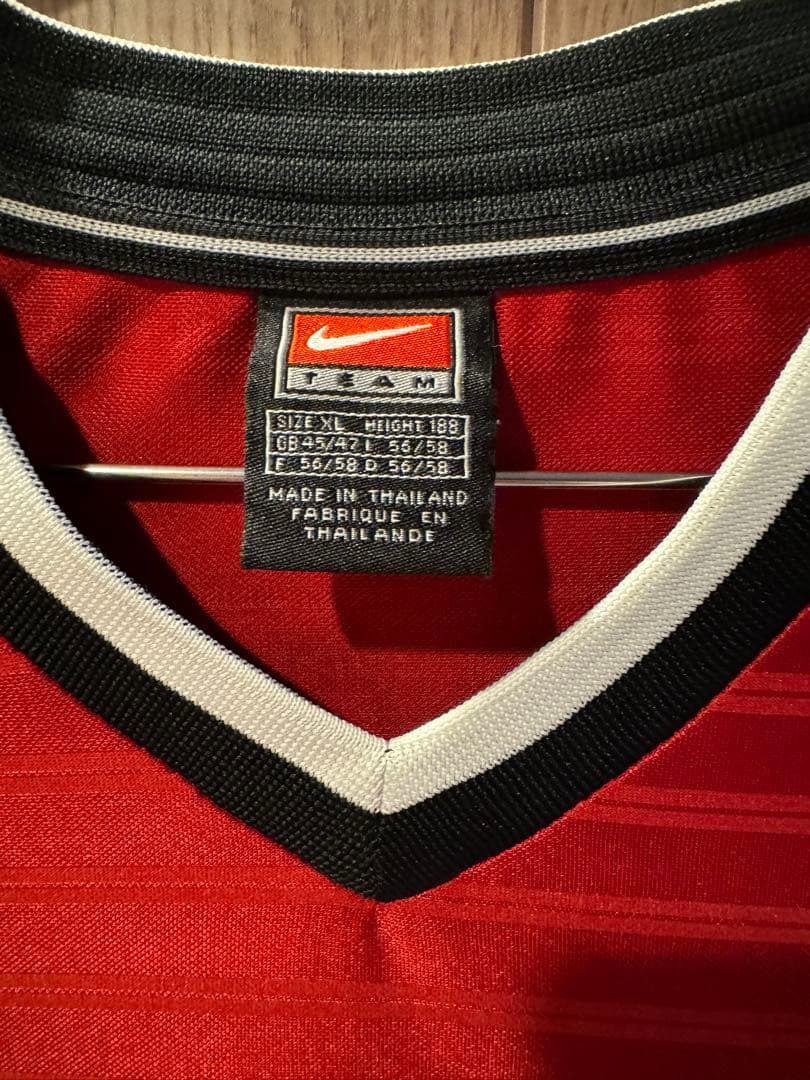 TEAM
SIZE XL HEIGHT 188
GB 45/47 I 56/58
F 56/58 D 56/58
MADE IN THAILAND
FABRIQUE EN
THAILANDE